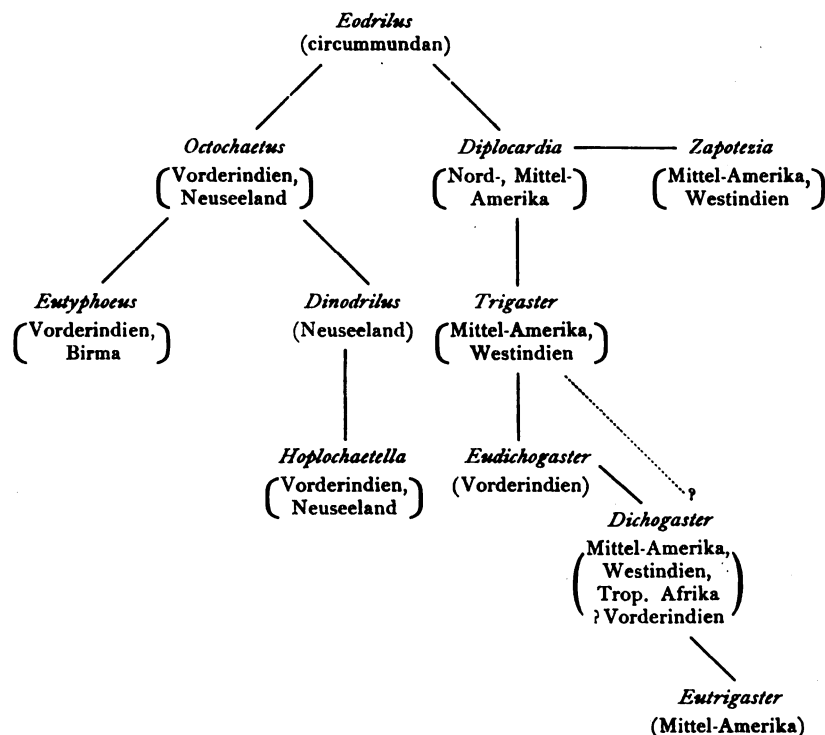 Eodrilus
(circummundan)
Octochaetus
(Vorderindien,
Neuseeland)
Diplocardia
(Nord-, Mittel-
Amerika)
Zapotezia
(Mittel-Amerika,
Westindien)
Eutyphoeus
(Vorderindien,
Birma)
Dinodrilus
(Neuseeland)
Trigaster
(Mittel-Amerika,
Westindien)
Hoplochaetella
(Vorderindien,
Neuseeland)
Eudichogaster
(Vorderindien)
?
Dichogaster
(Mittel-Amerika,
Westindien,
Trop. Afrika
? Vorderindien)
Eutrigaster
(Mittel-Amerika)